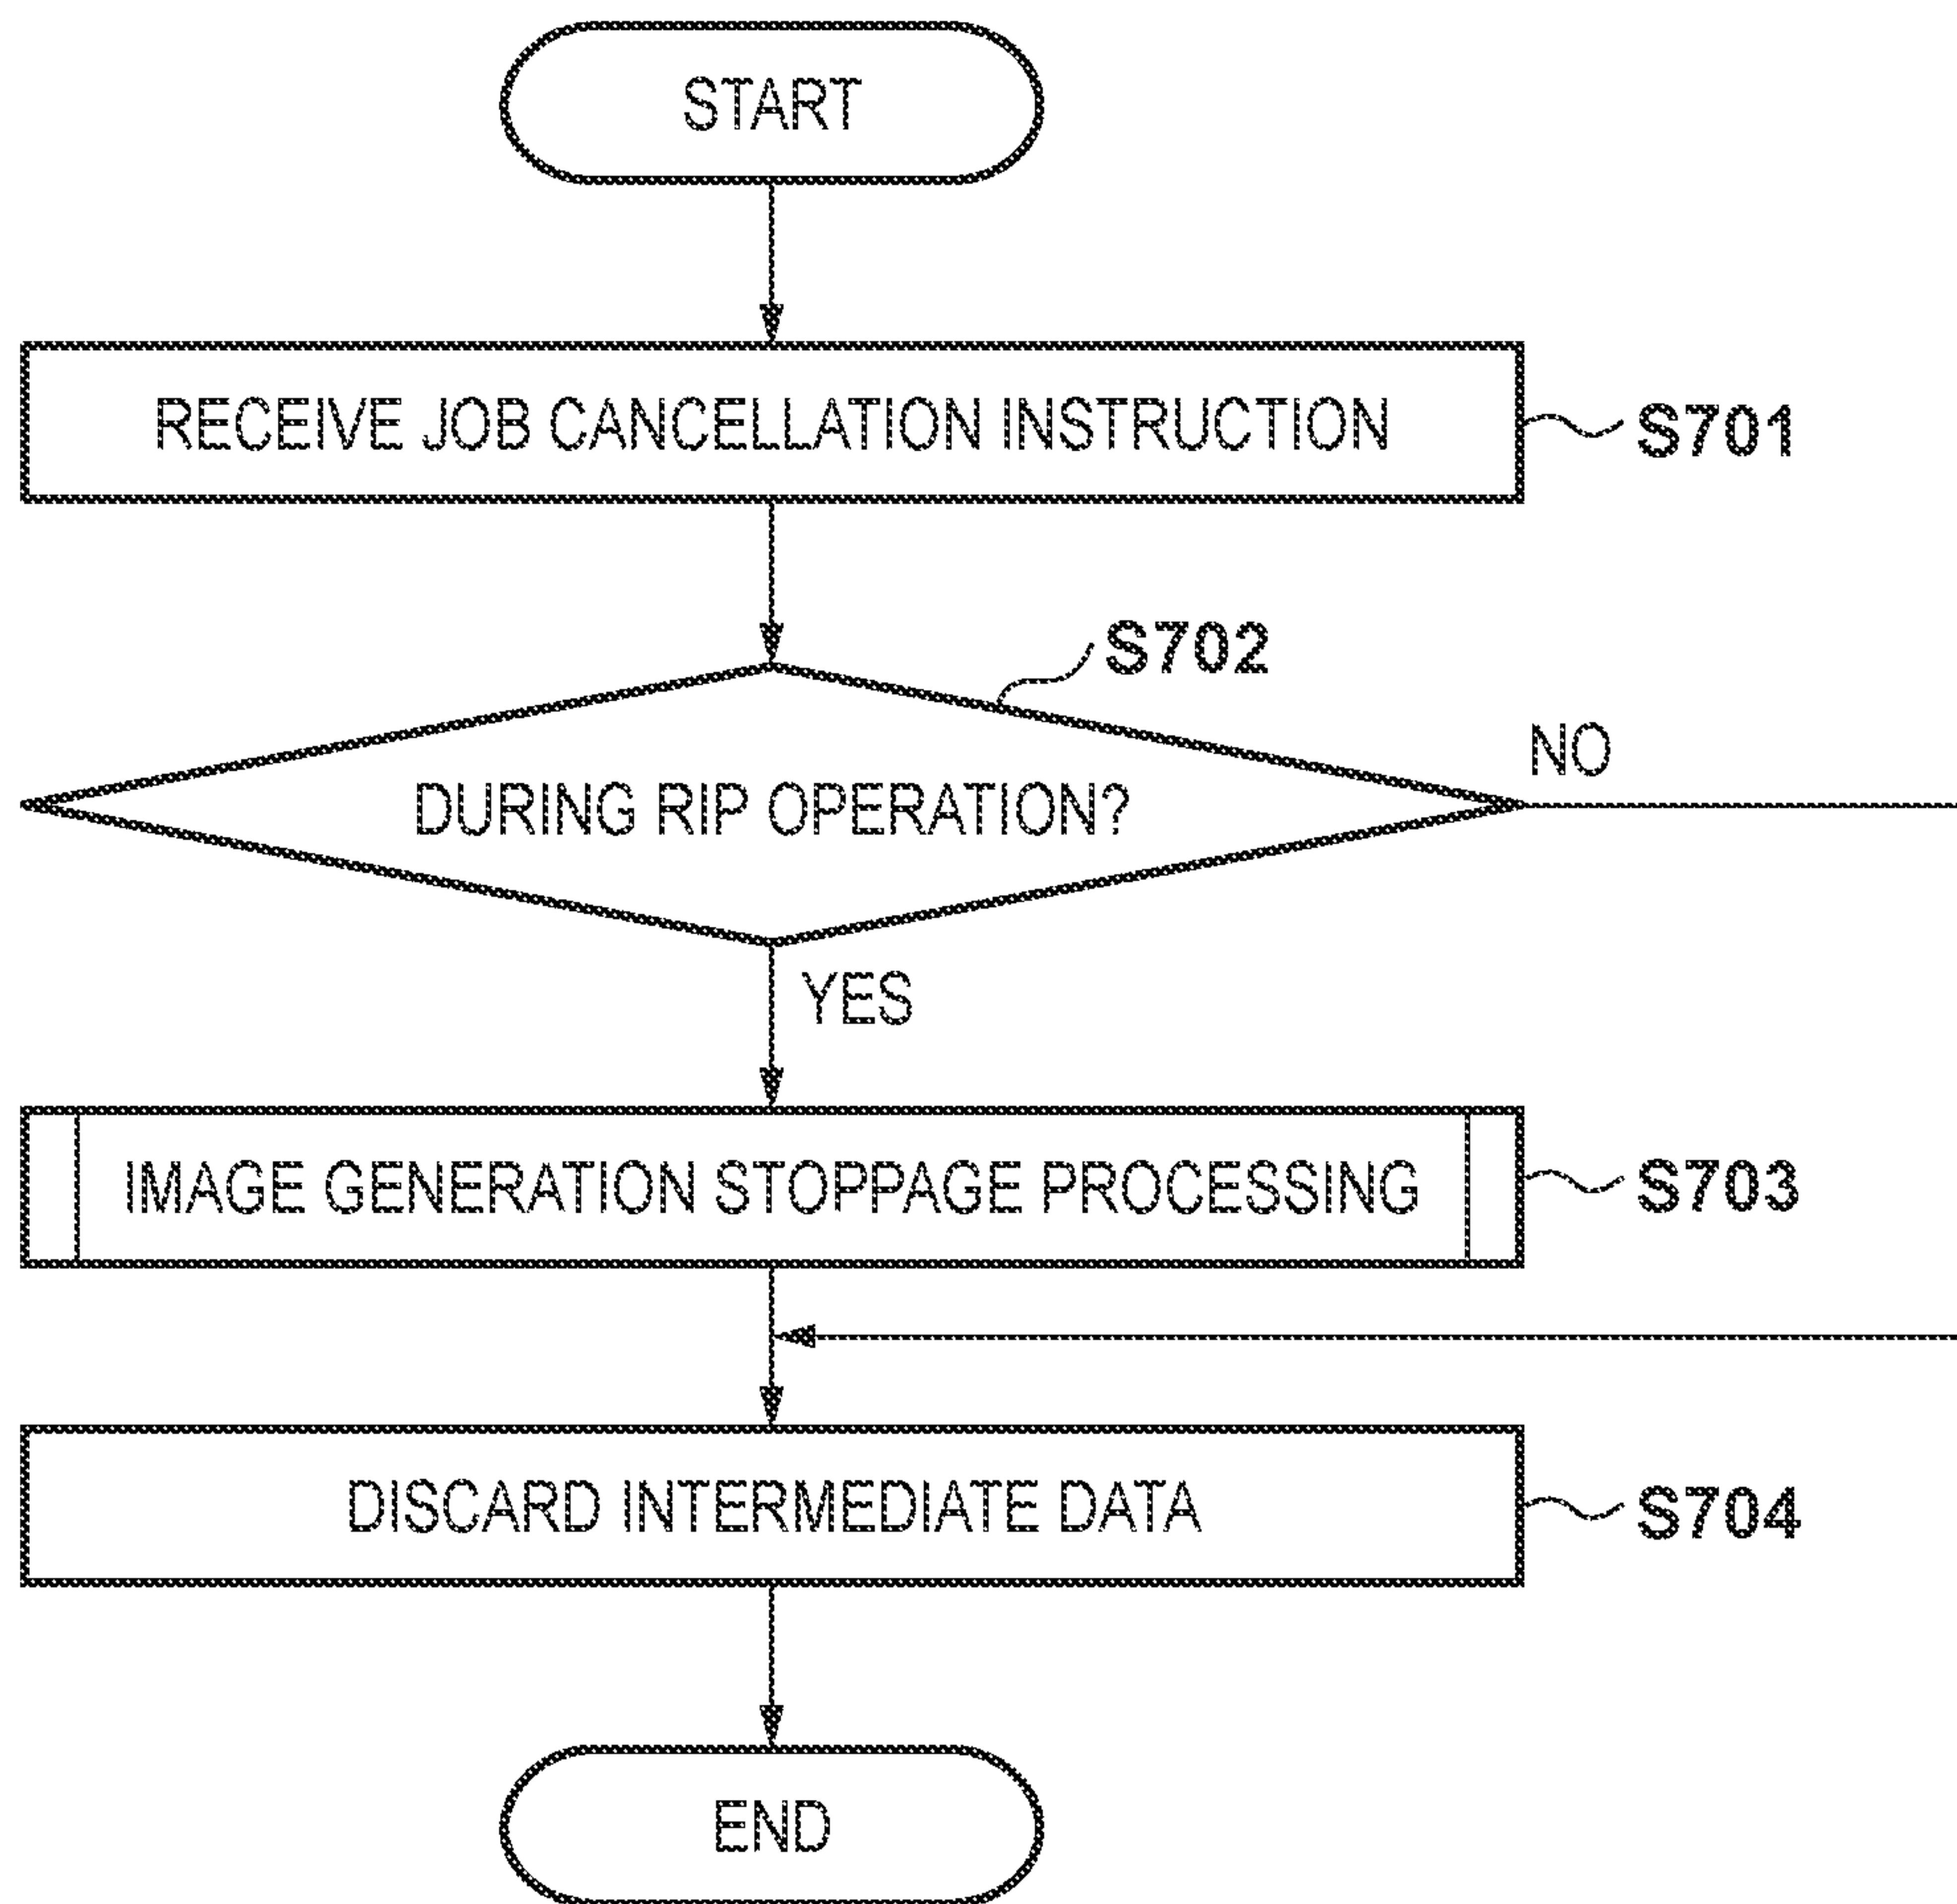 START
RECEIVE JOB CANCELLATION INSTRUCTION
S701
S702
DURING RIP OPERATION?
NO
YES
IMAGE GENERATION STOPPAGE PROCESSING
S703
DISCARD INTERMEDIATE DATA
S704
END